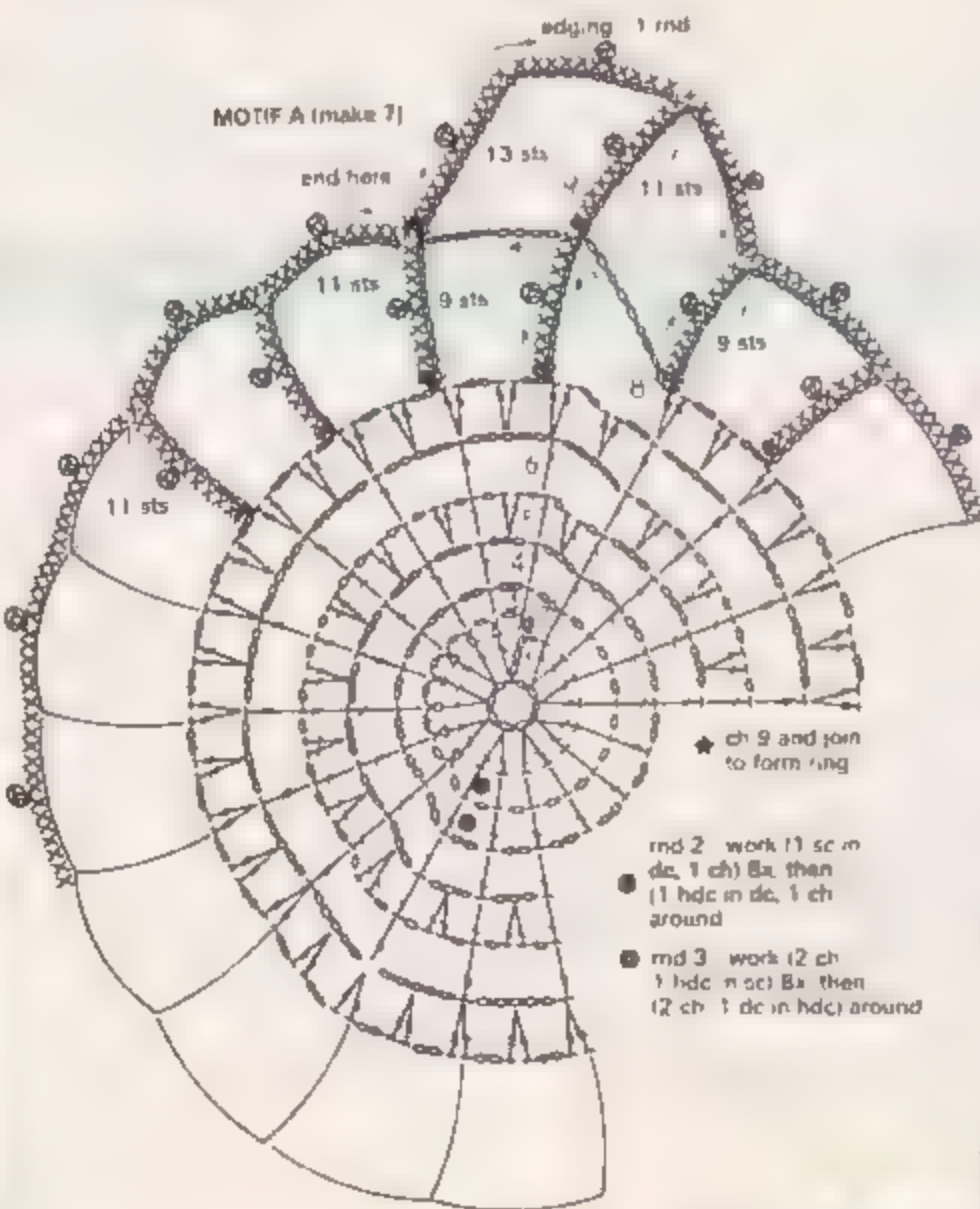 edging 1 rnd
MOTIF A (make 7)
13 sts
end here
11 sts
11 sts
9 sts
9 sts
8
6
11 sts
ch 9 and join
to form ring
rnd 2 work (1 sc in
dc, 1 ch) 8x, then
(1 hdc in dc, 1 ch
around
rnd 3 work (2 ch
1 hdc in sc) 8x then
(2 ch 1 dc in hdc) around